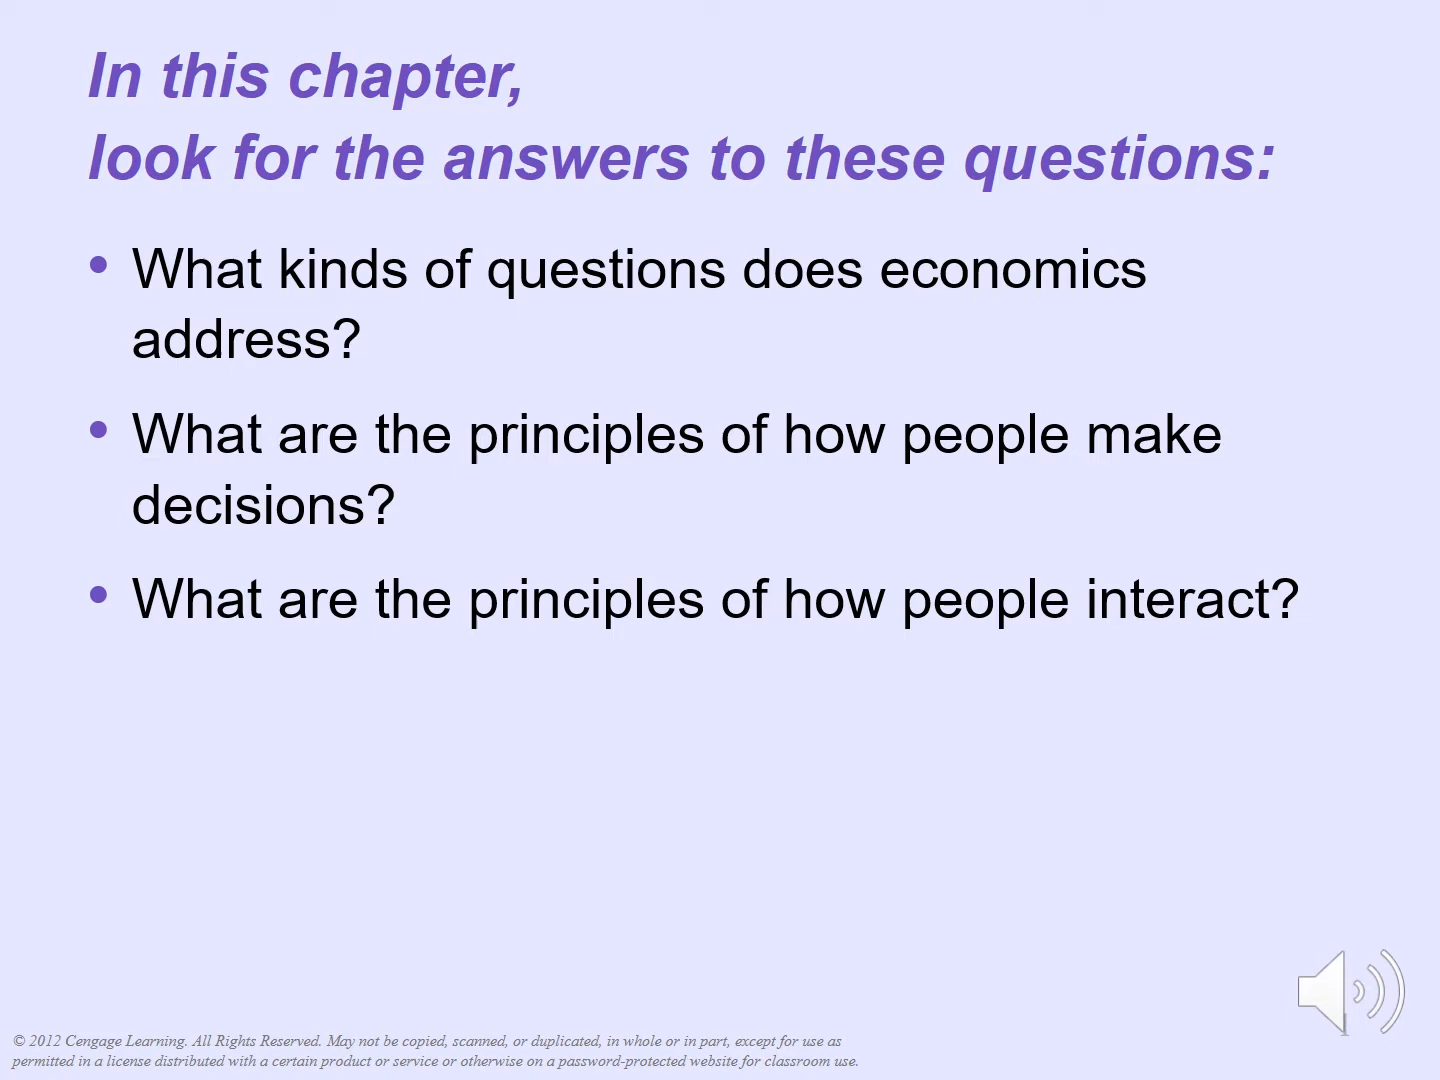 In this chapter,
look for the answers to these questions:
• What kinds of questions does economics
address?
• What are the principles of how people make
decisions?
• What are the principles of how people interact?
© 2012 Cengage Learning. All Rights Reserved. May not be copied, scanned, or duplicated, in whole or in part, except for use as
permitted in a license distributed with a certain product or service or otherwise on a password-protected website for classroom use.